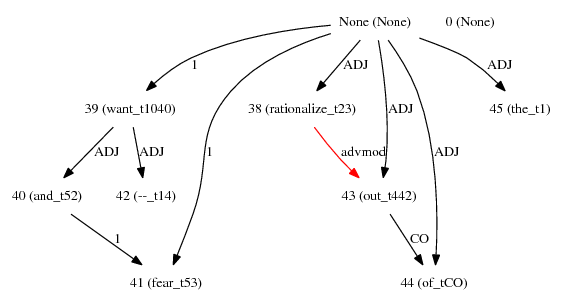 None (None) 0 (None)
1 ADJ ADJ
39 (want_t1040) 38 (rationalize_t23) ADJ 45 (the_t1)
ADJ ADJ 1 advmod ADJ
40 (and_t52) 42 (--_t14) 43 (out_t442)
1 CO
41 (fear_t53) 44 (of_tCO)